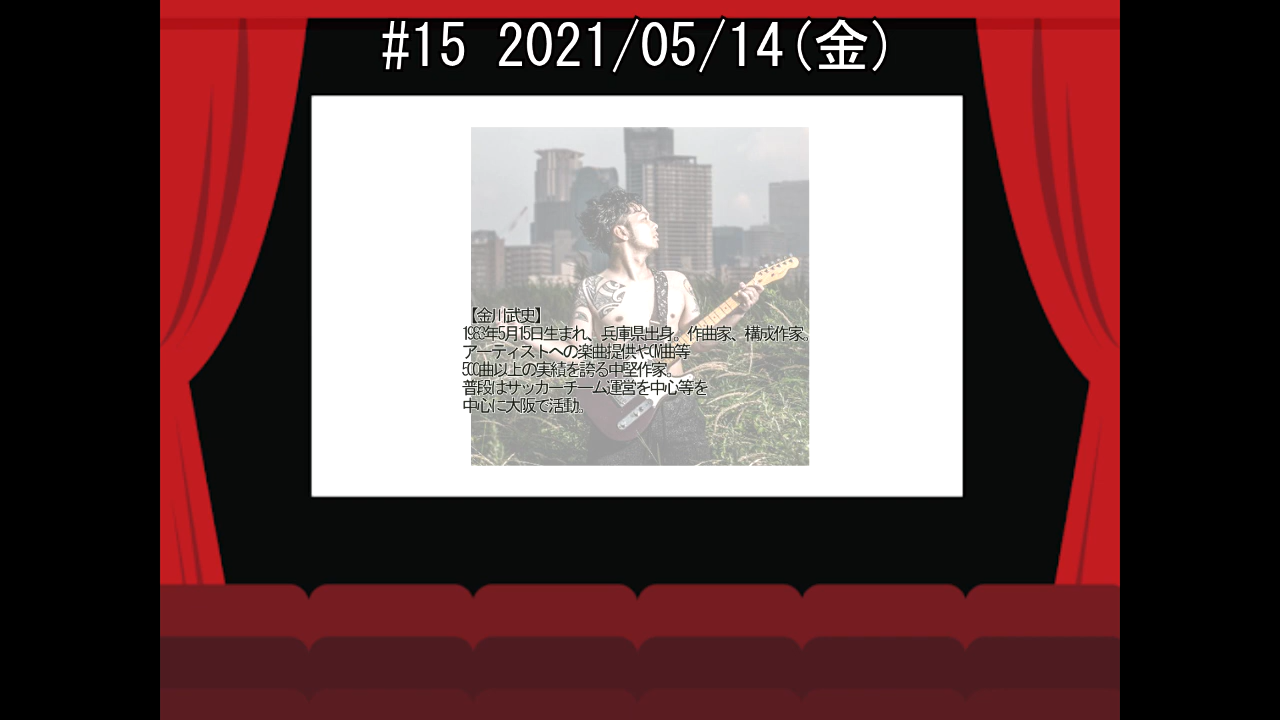 #15 2021/05/14(金)
【金川武史】
1983年5月15日生まれ、兵庫県出身。作曲家、構成作家。
アーティストへの楽曲提供やCM曲等
500曲以上の実績を誇る中堅作家。
普段はサッカーチーム運営を中心等を
中心に大阪で活動。